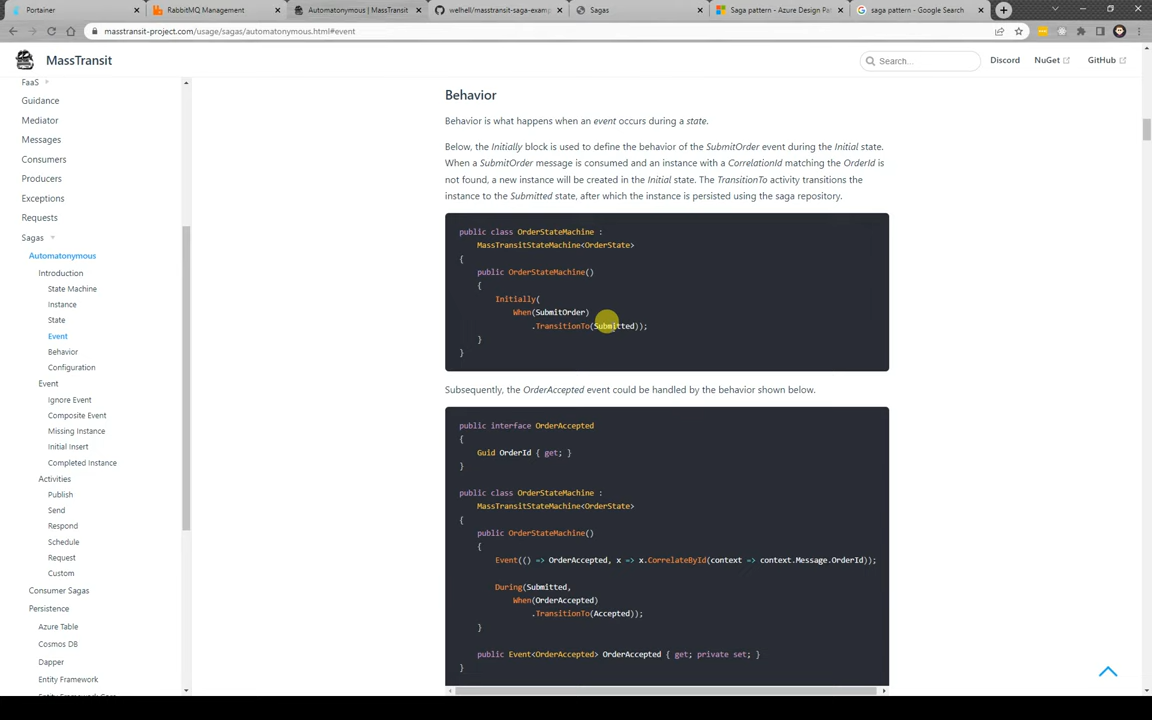 Portainer
RabbitMQ Management
Automatonymous | MassTransit
welhell/masstransit-saga-examp
Sagas
Saga pattern - Azure Design Pa
saga pattern - Google Search
masstransit-project.com/usage/sagas/automatonymous.html#event
MassTransit
Search...
Discord
NuGet
GitHub
FaaS
Guidance
Mediator
Messages
Consumers
Producers
Exceptions
Requests
Sagas
Automatonymous
Introduction
State Machine
Instance
State
Event
Behavior
Configuration
Event
Ignore Event
Composite Event
Missing Instance
Initial Insert
Completed Instance
Activities
Publish
Send
Respond
Schedule
Request
Custom
Consumer Sagas
Persistence
Azure Table
Cosmos DB
Dapper
Entity Framework
Behavior
Behavior is what happens when an event occurs during a state.
Below, the Initially block is used to define the behavior of the SubmitOrder event during the Initial state.
When a SubmitOrder message is consumed and an instance with a CorrelationId matching the OrderId is
not found, a new instance will be created in the Initial state. The TransitionTo activity transitions the
instance to the Submitted state, after which the instance is persisted using the saga repository.
public class OrderStateMachine :
MassTransitStateMachine<OrderState>
{
public OrderStateMachine()
{
Initially(
When(SubmitOrder)
.TransitionTo(Submitted));
}
}
Subsequently, the OrderAccepted event could be handled by the behavior shown below.
public interface OrderAccepted
{
Guid OrderId { get; }
}
public class OrderStateMachine :
MassTransitStateMachine<OrderState>
{
public OrderStateMachine()
{
Event(() => OrderAccepted, x => x.CorrelateById(context => context.Message.OrderId));
During(Submitted,
When(OrderAccepted)
.TransitionTo(Accepted));
}
public Event<OrderAccepted> OrderAccepted { get; private set; }
}